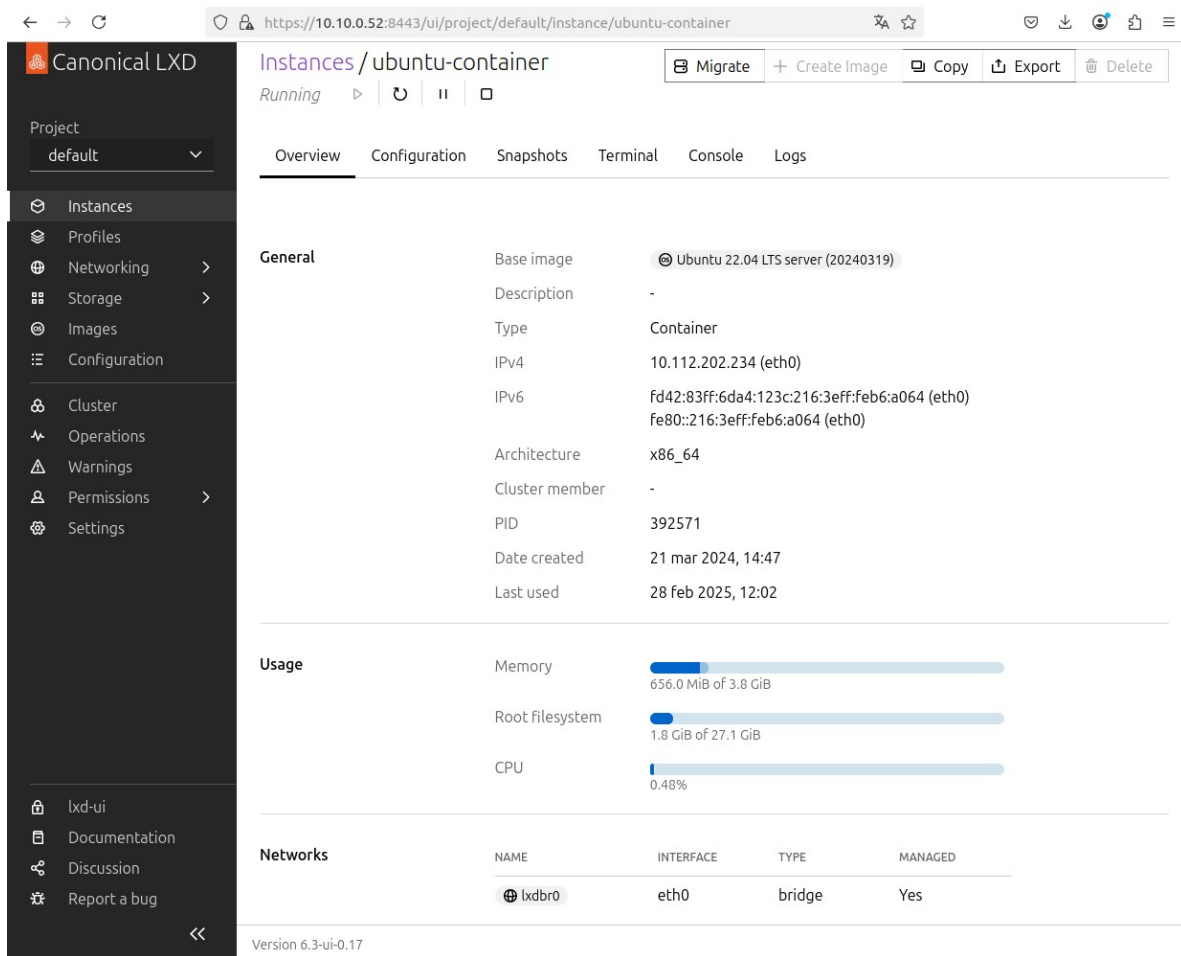 https://10.10.0.52:8443/ui/project/default/instance/ubuntu-container
Canonical LXD
Project
default
Instances
Profiles
Networking
Storage
Images
Configuration
Cluster
Operations
Warnings
Permissions
Settings
lxd-ui
Documentation
Discussion
Report a bug
Instances / ubuntu-container
Migrate Create Image Copy Export Delete
Running
Overview Configuration Snapshots Terminal Console Logs
General
Base image Ubuntu 22.04 LTS server (20240319)
Description -
Type Container
IPv4 10.112.202.234 (eth0)
IPv6 fd42:83ff:6da4:123c:216:3eff:feb6:a064 (eth0)
fe80::216:3eff:feb6:a064 (eth0)
Architecture x86_64
Cluster member -
PID 392571
Date created 21 mar 2024, 14:47
Last used 28 feb 2025, 12:02
Usage
Memory
656.0 MiB of 3.8 GiB
Root filesystem
1.8 GiB of 27.1 GiB
CPU
0.48%
Networks
NAME INTERFACE TYPE MANAGED
lxdbr0 eth0 bridge Yes
Version 6.3-ui-0.17